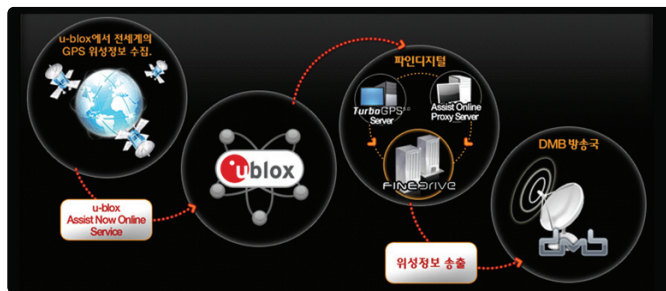 u-blox에서 전세계의
GPS 위성정보 수집.
u-blox
Assist Now Online
Service
ublox
파인디지털
TurboGPS
Server
Assist Online
Proxy Server
FINEDRIVE
위성정보 송출
DMB 방송국
dmb